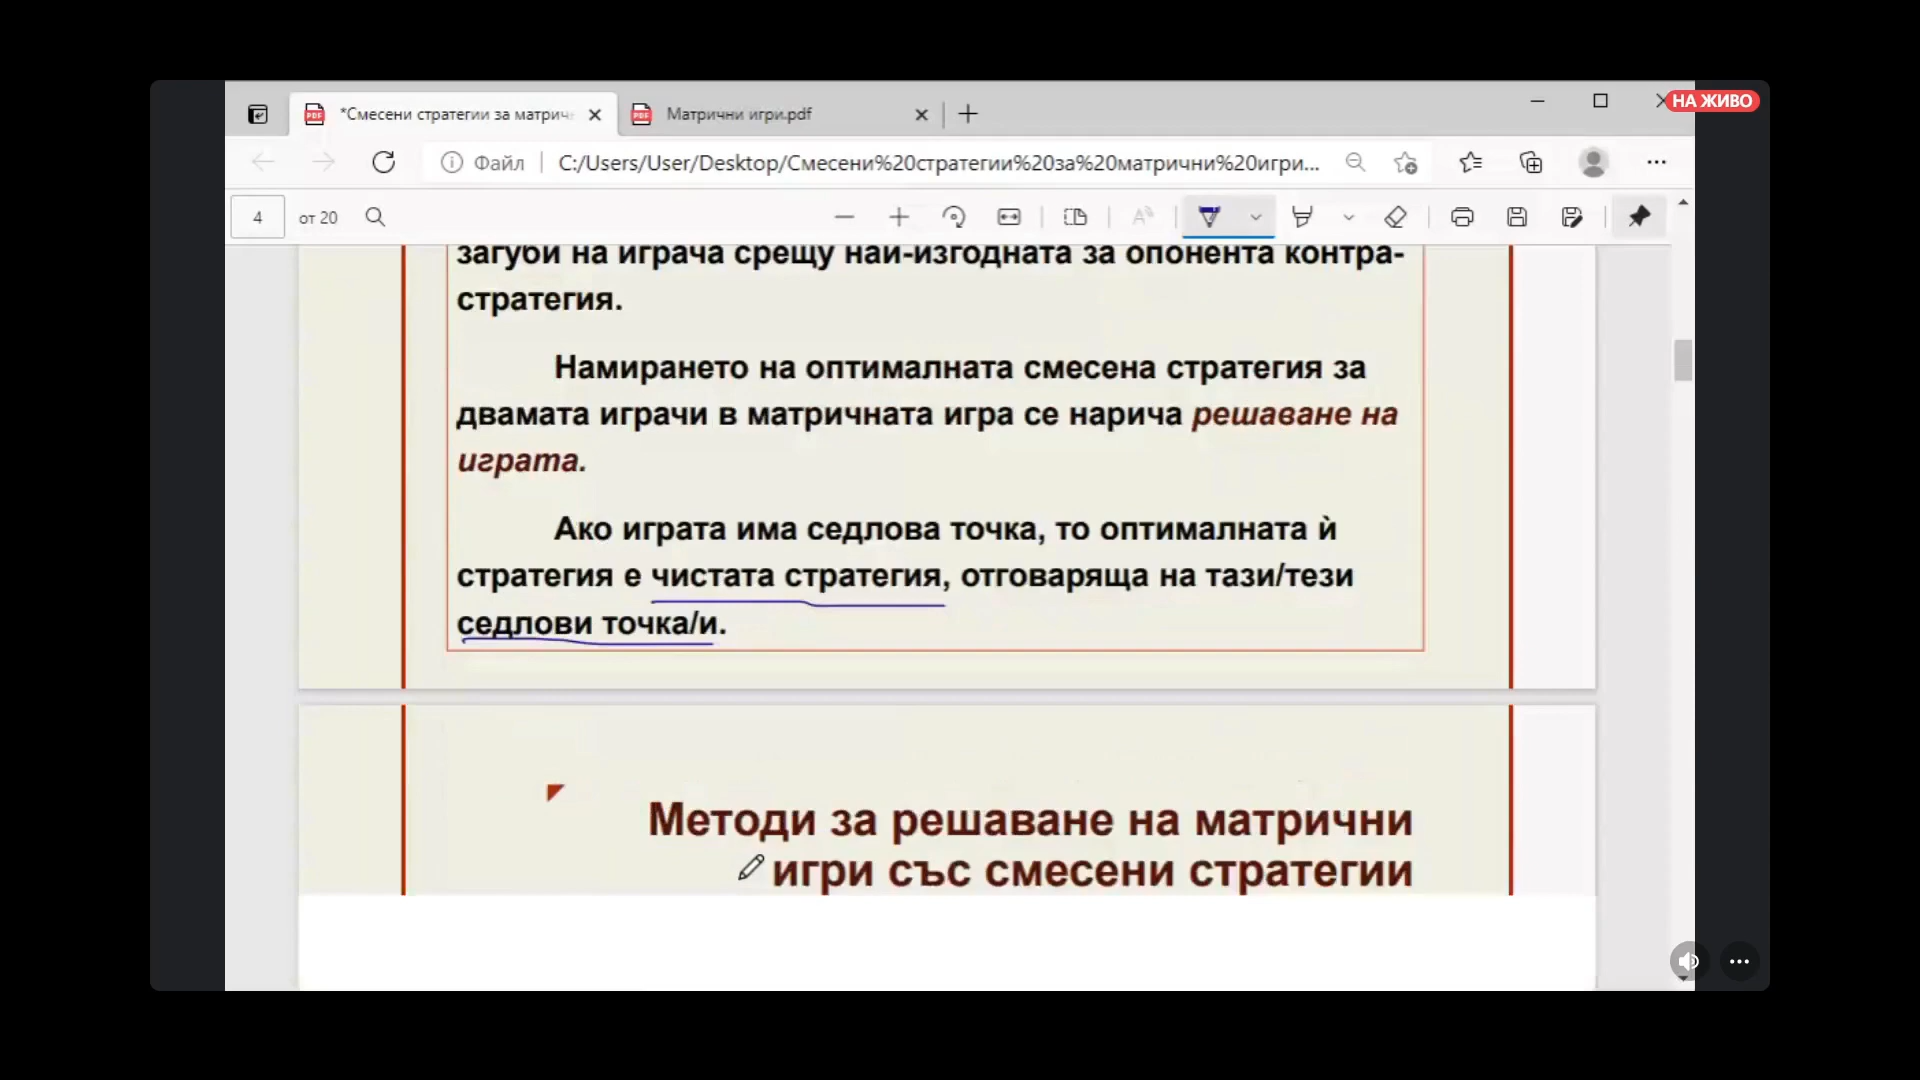 *Смесени стратегии за матрич
Матрични игри.pdf
НА ЖИВО
Файл
C:/Users/User/Desktop/Смесени%20стратегии%20за%20матрични%20игри...
4
от 20
загуби на играча срещу най-изгодната за опонента контра-
стратегия.
Намирането на оптималната смесена стратегия за
двамата играчи в матричната игра се нарича решаване на
играта.
Ако играта има седлова точка, то оптималната ѝ
стратегия е чистата стратегия, отговаряща на тази/тези
седлови точка/и.
Методи за решаване на матрични
игри със смесени стратегии